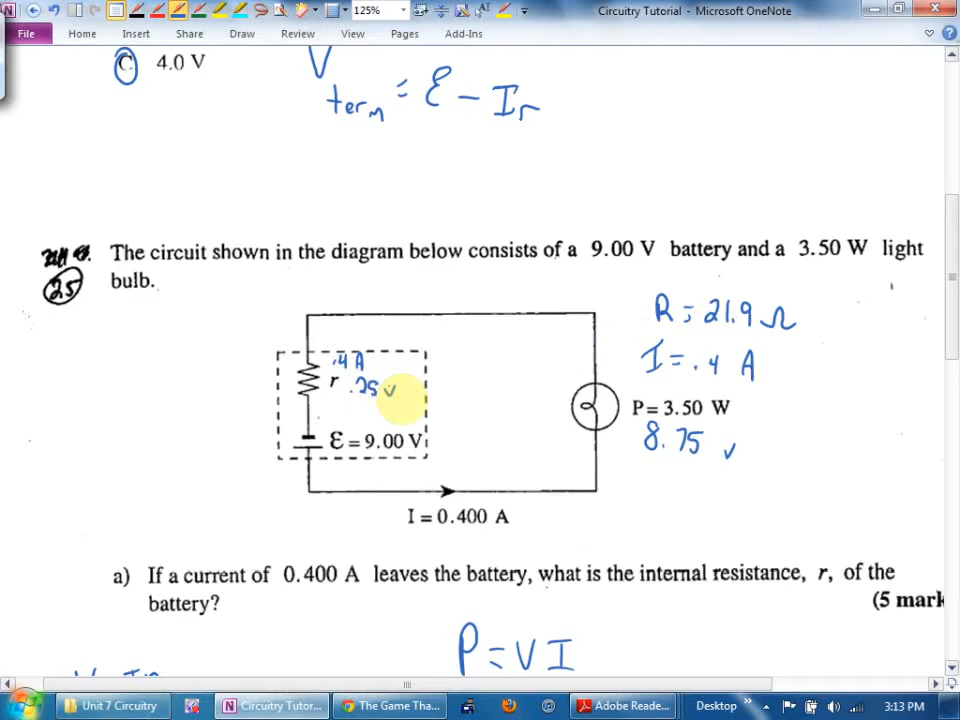 125%
Circuitry Tutorial - Microsoft OneNote
File Home Insert Share Draw Review View Pages Add-Ins
C. 4.0 V
V term = ε - Ir
25
The circuit shown in the diagram below consists of a 9.00 V battery and a 3.50 W light
bulb.
R = 21.9 Ω
.4 A
I = .4 A
r .25 V
P = 3.50 W
ε = 9.00 V
8.75 V
I = 0.400 A
a) If a current of 0.400 A leaves the battery, what is the internal resistance, r, of the
battery?
(5 mark
P = VI
Unit 7 Circuitry
Circuitry Tutor...
The Game Tha...
Adobe Reade...
Desktop
3:13 PM